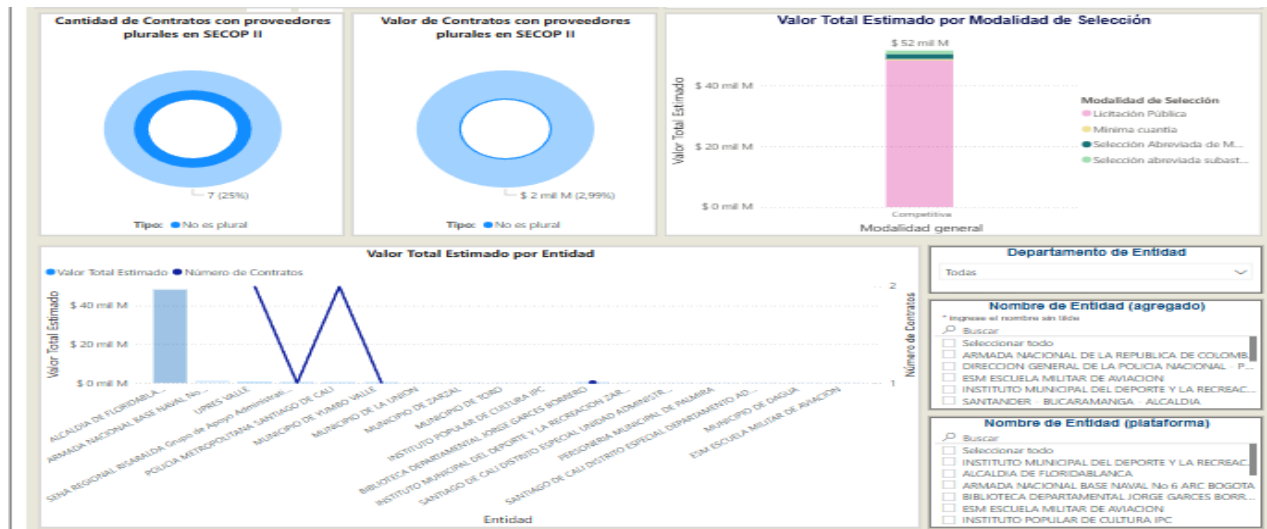 Cantidad de Contratos con proveedores
plurales en SECOP II
7 (25%)
Tipo: No es plural
Valor de Contratos con proveedores
plurales en SECOP II
$ 2 mil M (2,99%)
Tipo: No es plural
Valor Total Estimado por Modalidad de Selección
$ 52 mil M
Valor Total Estimado
$ 40 mil M
$ 20 mil M
$ 0 mil M
Competitiva
Modalidad general
Modalidad de Selección
Licitación Pública
Mínima cuantía
Selección Abreviada de M...
Selección abreviada subast...
Valor Total Estimado por Entidad
Valor Total Estimado Número de Contratos
Valor Total Estimado
$ 40 mil M
$ 20 mil M
$ 0 mil M
2
1
Número de Contratos
ALCALDIA DE FLORIDABLA...
ARMADA NACIONAL BASE NAVAL No...
UPRES VALLE
SENA REGIONAL RISARALDA Grupo de Apoyo Administrati...
POLICIA METROPOLITANA SANTIAGO DE CALI
MUNICIPIO DE YUMBO VALLE
MUNICIPIO DE LA UNION
MUNICIPIO DE ZARZAL
MUNICIPIO DE TORO
INSTITUTO POPULAR DE CULTURA IPC
BIBLIOTECA DEPARTAMENTAL JORGE GARCES BORRERO
INSTITUTO MUNICIPAL DEL DEPORTE Y LA RECREACION ZAR...
SANTIAGO DE CALI DISTRITO ESPECIAL UNIDAD ADMINISTR...
PERSONERIA MUNICIPAL DE PALMIRA
SANTIAGO DE CALI DISTRITO ESPECIAL DEPARTAMENTO AD...
MUNICIPIO DE DAGUA
ESM ESCUELA MILITAR DE AVIACION
Entidad
Departamento de Entidad
Todas
Nombre de Entidad (agregado)
* Ingrese el nombre sin tilde
Buscar
Seleccionar todo
ARMADA NACIONAL DE LA REPUBLICA DE COLOMB...
DIRECCION GENERAL DE LA POLICIA NACIONAL - P...
ESM ESCUELA MILITAR DE AVIACION
INSTITUTO MUNICIPAL DEL DEPORTE Y LA RECREAC...
SANTANDER - BUCARAMANGA - ALCALDIA
Nombre de Entidad (plataforma)
Buscar
Seleccionar todo
INSTITUTO MUNICIPAL DEL DEPORTE Y LA RECREAC...
ALCALDIA DE FLORIDABLANCA
ARMADA NACIONAL BASE NAVAL No 6 ARC BOGOTA
BIBLIOTECA DEPARTAMENTAL JORGE GARCES BORR...
ESM ESCUELA MILITAR DE AVIACION
INSTITUTO POPULAR DE CULTURA IPC